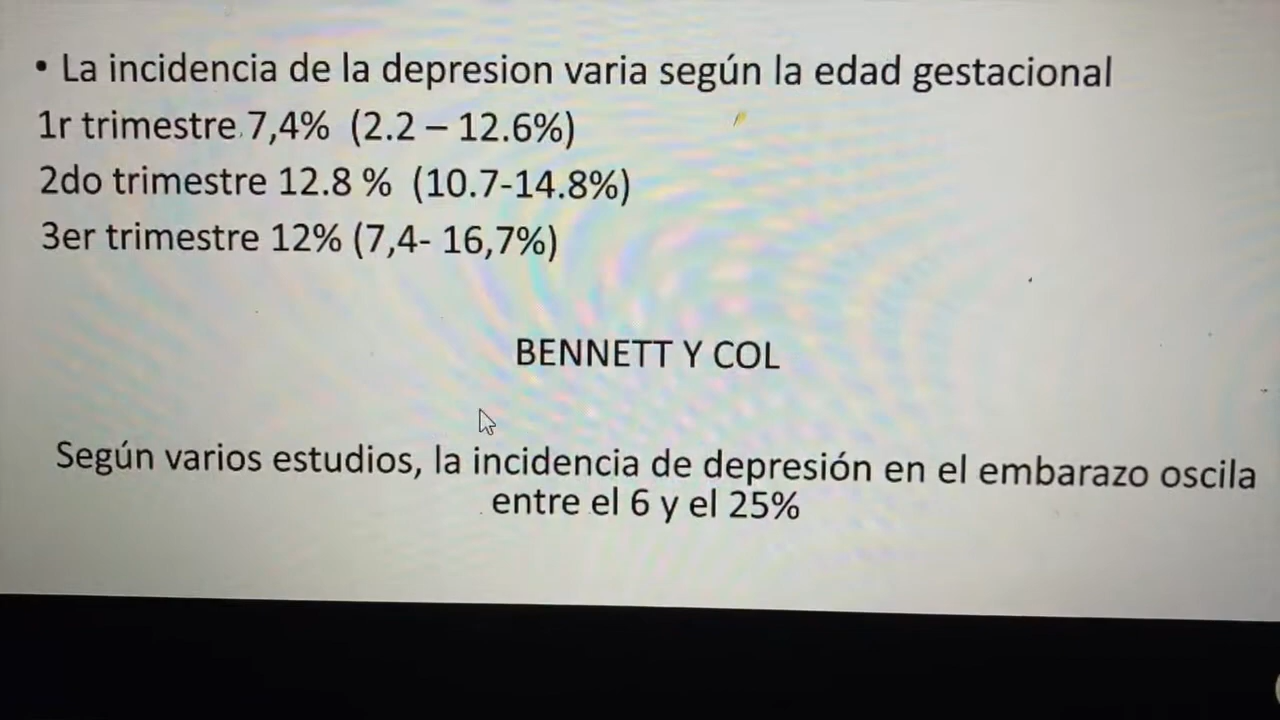 • La incidencia de la depresion varia según la edad gestacional
1r trimestre 7,4% (2.2 – 12.6%)
2do trimestre 12.8 % (10.7-14.8%)
3er trimestre 12% (7,4- 16,7%)
BENNETT Y COL
Según varios estudios, la incidencia de depresión en el embarazo oscila
entre el 6 y el 25%